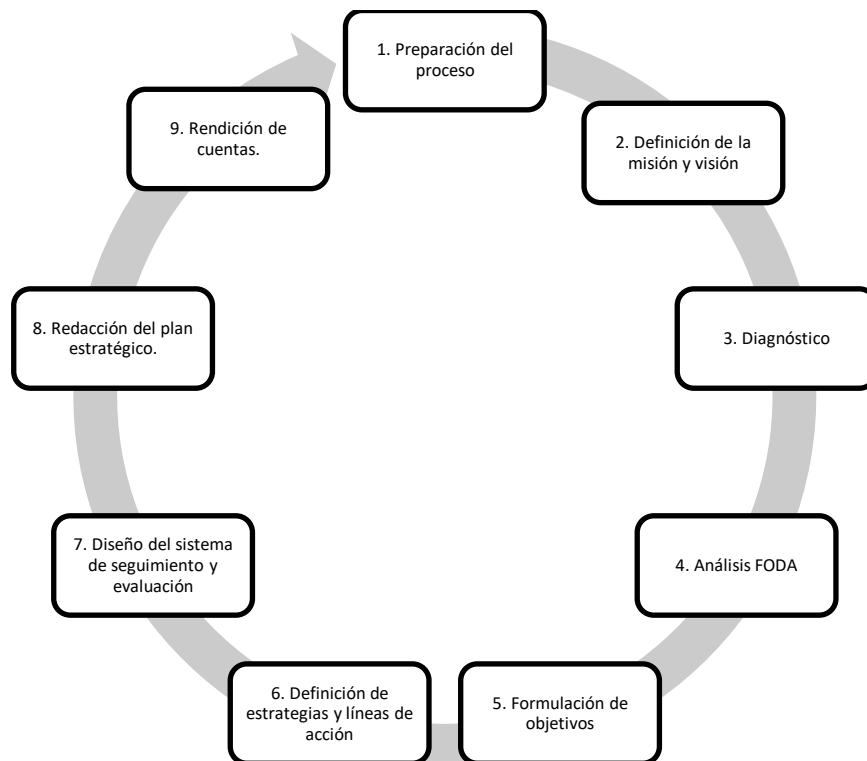 1. Preparación del
proceso
2. Definición de la
misión y visión
3. Diagnóstico
4. Análisis FODA
5. Formulación de
objetivos
6. Definición de
estrategias y líneas de
acción
7. Diseño del sistema
de seguimiento y
evaluación
8. Redacción del plan
estratégico.
9. Rendición de
cuentas.